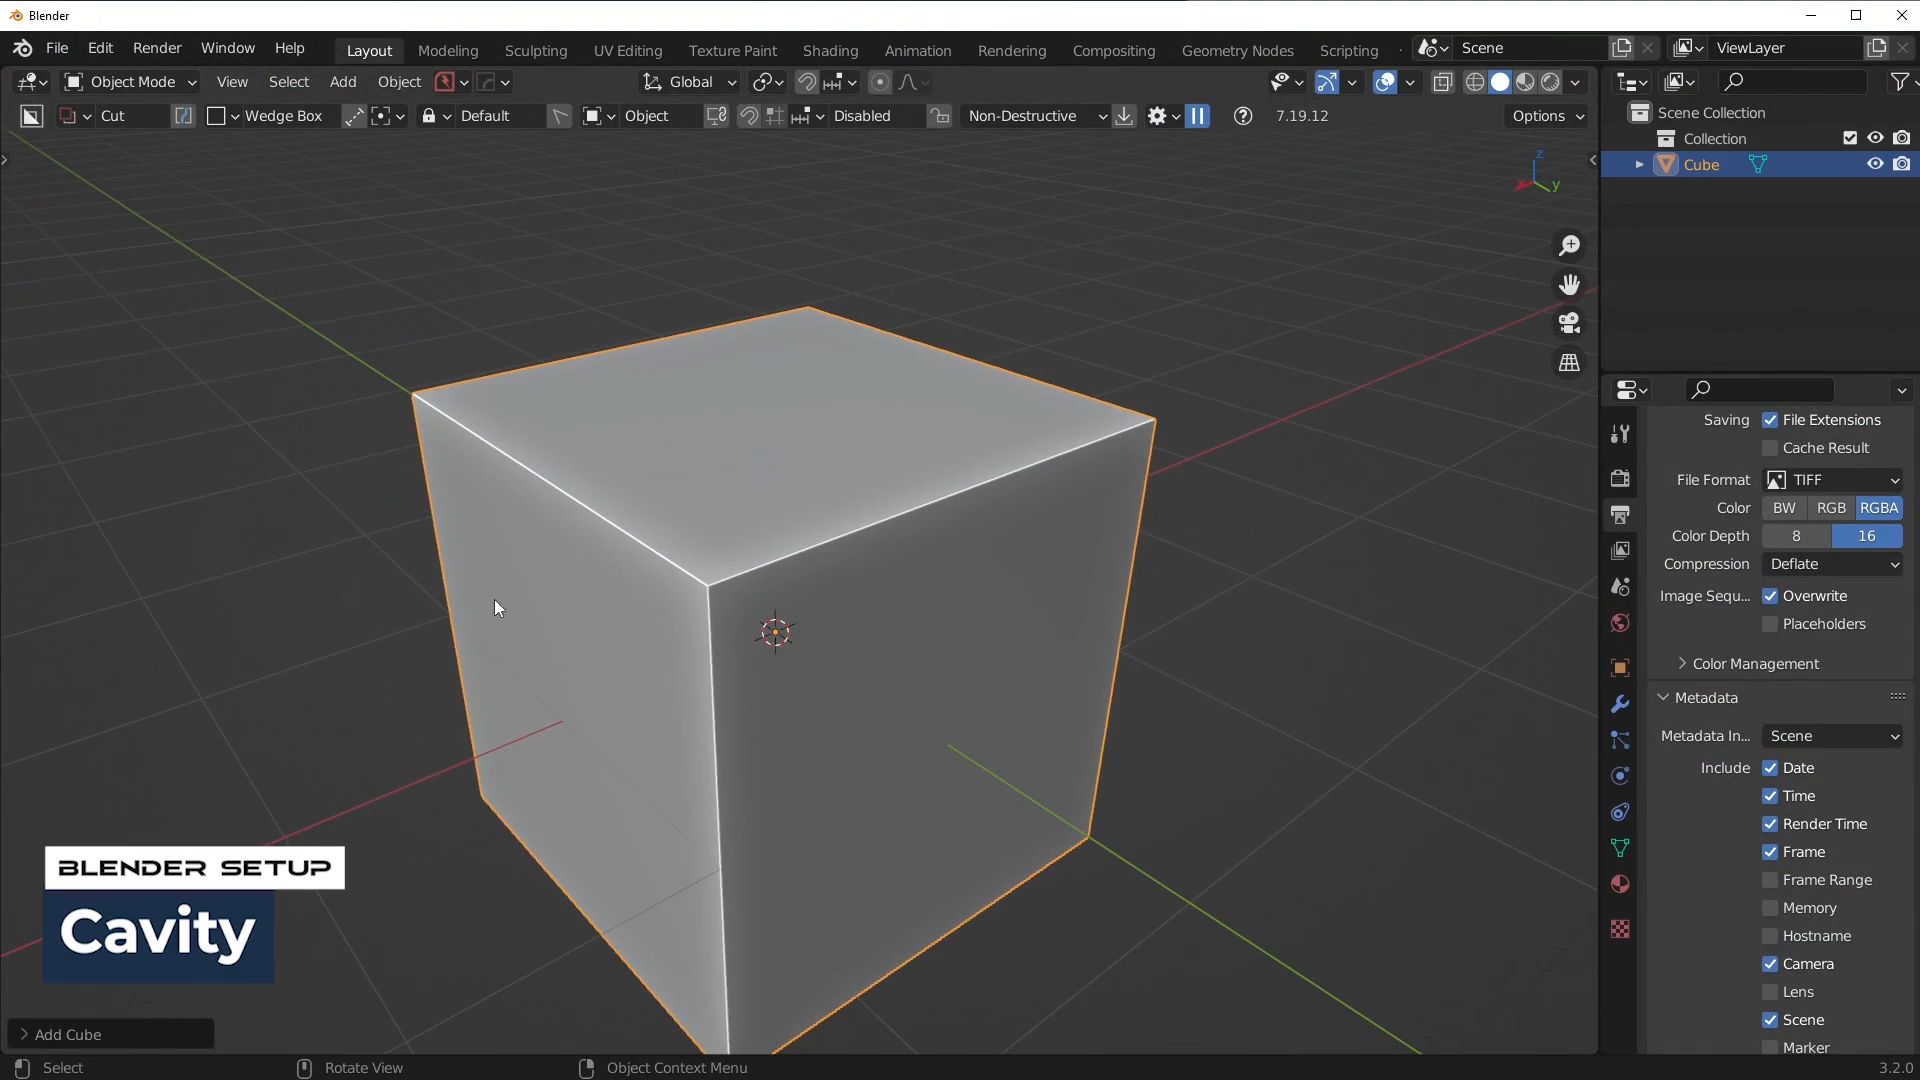 Blender
File Edit Render Window Help Layout Modeling Sculpting UV Editing Texture Paint Shading Animation Rendering Compositing Geometry Nodes Scripting Scene ViewLayer
Object Mode View Select Add Object Global
Cut Wedge Box Default Object Disabled Non-Destructive 7.19.12 Options
Scene Collection
Collection
Cube
z
x
y
Saving File Extensions
Cache Result
File Format TIFF
Color BW RGB RGBA
Color Depth 8 16
Compression Deflate
Image Sequ... Overwrite
Placeholders
Color Management
Metadata
Metadata In... Scene
Include Date
Time
Render Time
Frame
Frame Range
Memory
Hostname
Camera
Lens
Scene
Marker
BLENDER SETUP
Cavity
Add Cube
Select Rotate View Object Context Menu 3.2.0